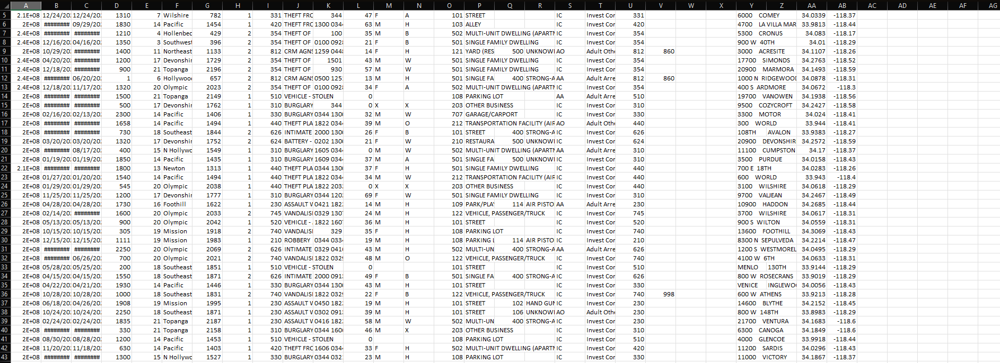 A B C D E F G H I J K L M N O P Q R S T U V W X Y Z AA AB AC AD AE AF AG
5 2.1E+08 12/24/20 12/24/20 1310 7 Wilshire 782 1 331 THEFT FRC 344 47 F A 101 STREET IC Invest Cor 331 6000 COMEY 34.0339 -118.37
6 2E+08 ######## 09/29/20 1830 14 Pacific 1454 1 420 THEFT FRC 1300 034 63 M H 103 ALLEY IC Invest Cor 420 4700 LA VILLA MAR 33.9813 -118.44
7 2.4E+08 ######## ######## 1210 4 Hollenbec 429 2 354 THEFT OF 100 35 M B 502 MULTI-UNIT DWELLING (APART IC Invest Cor 354 5300 CRONUS 34.083 -118.17
8 2.4E+08 12/16/20 04/16/20 1350 3 Southwest 396 2 354 THEFT OF 0100 092 21 F B 501 SINGLE FAMILY DWELLING IC Invest Cor 354 900 W 40TH 34.01 -118.29
9 2E+08 10/29/20 ######## 1400 11 Northeast 1133 2 812 CRM AGNS 1259 044 14 F H 121 YARD (RES 500 UNKNOWI AO Adult Othe 812 860 3000 ACRESITE 34.1107 -118.26
10 2.4E+08 04/20/20 ######## 1200 17 Devonshir 1729 2 354 THEFT OF 1501 43 M W 501 SINGLE FAMILY DWELLING IC Invest Cor 354 17700 SIMONDS 34.2763 -118.52
11 2.4E+08 12/18/20 ######## 900 21 Topanga 2196 2 354 THEFT OF 930 57 M W 501 SINGLE FAMILY DWELLING IC Invest Cor 354 20900 MARMORA 34.1493 -118.59
12 2.4E+08 ######## 06/20/20 1 6 Hollywood 657 2 812 CRM AGNS 0500 125 13 M H 501 SINGLE FA 400 STRONG-A AA Adult Arre 812 860 1000 N RIDGEWOOD 34.0878 -118.31
13 2.4E+08 12/18/20 11/17/20 1320 20 Olympic 2023 2 354 THEFT OF 0100 092 34 F A 502 MULTI-UNIT DWELLING (APART IC Invest Cor 354 400 S ARDMORE 34.0672 -118.3
14 2E+08 ######## ######## 1500 21 Topanga 2149 1 510 VEHICLE - STOLEN 0 108 PARKING LOT AA Adult Arre 510 19700 VANOWEN 34.1938 -118.56
15 2E+08 ######## ######## 500 17 Devonshir 1762 1 310 BURGLARY 344 0 X X 203 OTHER BUSINESS IC Invest Cor 310 9500 COZYCROFT 34.2427 -118.58
16 2E+08 02/16/20 02/13/20 2300 14 Pacific 1406 1 330 BURGLARY 0344 130 32 M W 707 GARAGE/CARPORT IC Invest Cor 330 3300 MOTOR 34.024 -118.41
17 2E+08 ######## ######## 1658 14 Pacific 1494 1 440 THEFT PLA 1822 034 39 M O 212 TRANSPORTATION FACILITY (AIR AO Adult Othe 440 300 WORLD 33.944 -118.41
18 2E+08 ######## ######## 730 18 Southeast 1844 2 626 INTIMATE 2000 130 26 F B 101 STREET 400 STRONG-A IC Invest Cor 626 108TH AVALON 33.9383 -118.27
19 2E+08 03/20/20 03/20/20 1320 17 Devonshir 1752 2 624 BATTERY - 0202 130 21 F W 210 RESTAURA 500 UNKNOWI IC Invest Cor 624 20900 DEVONSHIR 34.2572 -118.59
20 2E+08 ######## 08/17/20 400 15 N Hollywo 1549 1 310 BURGLARY 1605 034 0 M W 502 MULTI-UNIT DWELLING (APART AA Adult Arre 310 11100 CUMPSTON 34.17 -118.37
21 2E+08 01/19/20 01/19/20 1850 14 Pacific 1435 1 310 BURGLARY 1609 034 37 M A 501 SINGLE FA 500 UNKNOWI IC Invest Cor 310 3500 PURDUE 34.0158 -118.43
22 2.1E+08 ######## ######## 1800 13 Newton 1313 1 440 THEFT PLA 0344 130 37 F H 501 SINGLE FAMILY DWELLING IC Invest Cor 440 700 E 18TH 34.0283 -118.26
23 2E+08 01/27/20 01/20/20 1540 14 Pacific 1494 1 440 THEFT PLA 1822 034 34 M W 212 TRANSPORTATION FACILITY (AIR IC Invest Cor 440 600 WORLD 33.943 -118.4
24 2E+08 01/29/20 01/29/20 545 20 Olympic 2038 1 440 THEFT PLA 1822 203 0 X X 203 OTHER BUSINESS IC Invest Cor 440 3100 WILSHIRE 34.0618 -118.29
25 2E+08 11/25/20 11/25/20 1200 17 Devonshir 1777 1 310 BURGLARY 0344 120 69 F W 501 SINGLE FAMILY DWELLING IC Invest Cor 310 9700 VALJEAN 34.2467 -118.49
26 2E+08 04/28/20 04/28/20 1730 16 Foothill 1622 1 230 ASSAULT W 0421 182 14 M H 109 PARK/PLAY 114 AIR PISTO AA Adult Arre 230 10900 HADDON 34.2685 -118.44
27 2E+08 02/14/20 ######## 1600 20 Olympic 2033 2 745 VANDALIS 0329 130 24 M H 122 VEHICLE, PASSENGER/TRUCK IC Invest Cor 745 3700 WILSHIRE 34.0617 -118.31
28 2E+08 05/13/20 05/13/20 900 20 Olympic 2042 1 520 VEHICLE - 1822 160 36 M H 101 STREET IC Invest Cor 520 900 S WILTON 34.0559 -118.31
29 2E+08 10/15/20 10/15/20 305 19 Mission 1918 2 740 VANDALIS 329 35 F H 108 PARKING LOT IC Invest Cor 740 13600 FOOTHILL 34.3069 -118.43
30 2E+08 12/15/20 12/15/20 1111 19 Mission 1983 1 210 ROBBERY 0344 033 19 M H 108 PARKING L 114 AIR PISTO IC Invest Cor 210 8300 N SEPULVEDA 34.2214 -118.47
31 2E+08 ######## ######## 2250 20 Olympic 2069 2 626 INTIMATE 0329 041 43 M H 502 MULTI-UN 400 STRONG-A AA Adult Arre 626 1200 S WESTMOREL 34.0495 -118.29
32 2E+08 ######## 06/26/20 700 20 Olympic 2021 2 740 VANDALIS 1822 032 48 M O 122 VEHICLE, PASSENGER/TRUCK IC Invest Cor 740 4100 W 6TH 34.0633 -118.31
33 2E+08 05/28/20 05/25/20 200 18 Southeast 1851 1 510 VEHICLE - STOLEN 0 101 STREET IC Invest Cor 510 MENLO 130TH 33.9144 -118.29
34 2E+08 04/15/20 04/15/20 1550 18 Southeast 1871 2 626 INTIMATE 2000 091 49 F B 501 SINGLE FA 400 STRONG-A IC Invest Cor 626 800 W ROSECRANS 33.9019 -118.29
35 2E+08 04/22/20 04/21/20 1930 14 Pacific 1446 1 330 BURGLARY 0344 130 43 M H 101 STREET IC Invest Cor 330 VENICE INGLEWO 34.0056 -118.43
36 2E+08 10/28/20 10/28/20 1000 18 Southeast 1831 2 740 VANDALIS 1822 032 22 F B 122 VEHICLE, PASSENGER/TRUCK IC Invest Cor 740 998 600 W ATHENS 33.9213 -118.28
37 2E+08 06/18/20 04/26/20 1908 19 Mission 1995 1 230 ASSAULT W 0450 182 19 M H 101 STREET 102 HAND GUN IC Invest Cor 230 14600 BLYTHE 34.2152 -118.45
38 2E+08 10/24/20 10/24/20 2250 18 Southeast 1871 1 230 ASSAULT W 0302 091 39 M H 101 STREET 106 UNKNOWI AO Adult Othe 230 800 W 148TH 33.8983 -118.29
39 2E+08 02/24/20 02/24/20 1835 21 Topanga 2187 1 230 ASSAULT W 0416 182 58 M W 502 MULTI-UN 400 STRONG-A IC Invest Cor 230 21700 VENTURA 34.1683 -118.6
40 2E+08 ######## ######## 330 21 Topanga 2158 1 310 BURGLARY 0344 160 46 M X 203 OTHER BUSINESS IC Invest Cor 310 6300 CANOGA 34.1849 -118.6
41 2E+08 08/30/20 08/28/20 1200 14 Pacific 1453 1 510 VEHICLE - STOLEN 0 108 PARKING LOT IC Invest Cor 510 4000 GLENCOE 33.9918 -118.44
42 2E+08 11/20/20 11/18/20 630 14 Pacific 1403 1 420 THEFT FRC 1606 034 33 F H 502 MULTI-UNIT DWELLING (APART IC Invest Cor 420 11200 SARDIS 34.0296 -118.43
43 2E+08 ######## ######## 1300 15 N Hollywo 1527 1 330 BURGLARY 0344 032 23 M H 108 PARKING LOT IC Invest Cor 330 11000 VICTORY 34.1867 -118.37